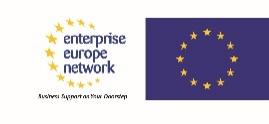 enterprise
europe
network
Business Support on Your Doorstep